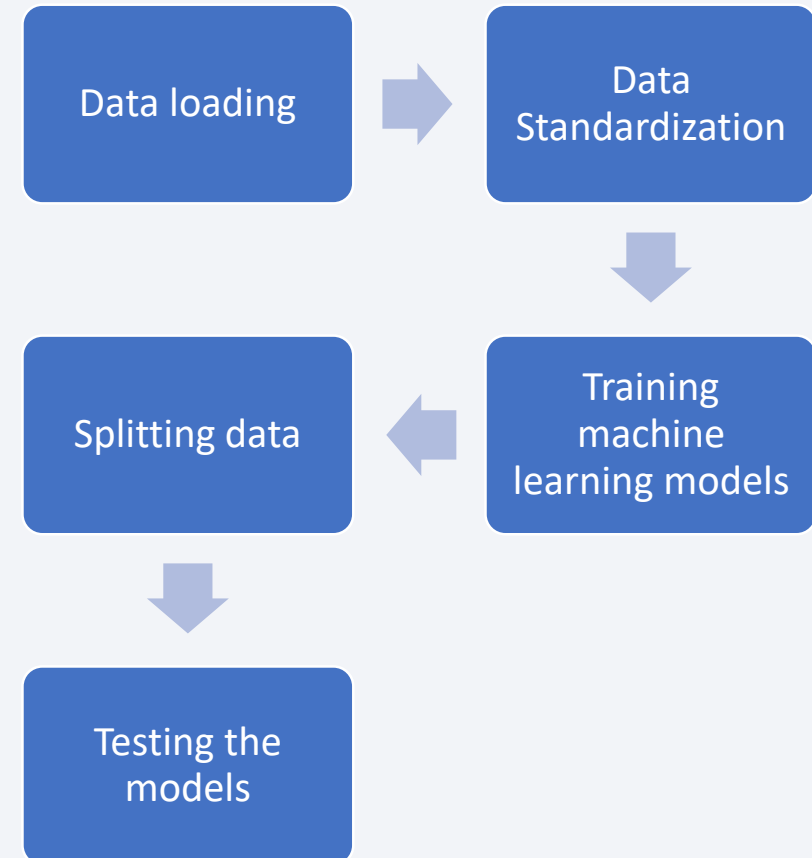 Data loading
Data
Standardization
Training
machine
learning models
Splitting data
Testing the
models